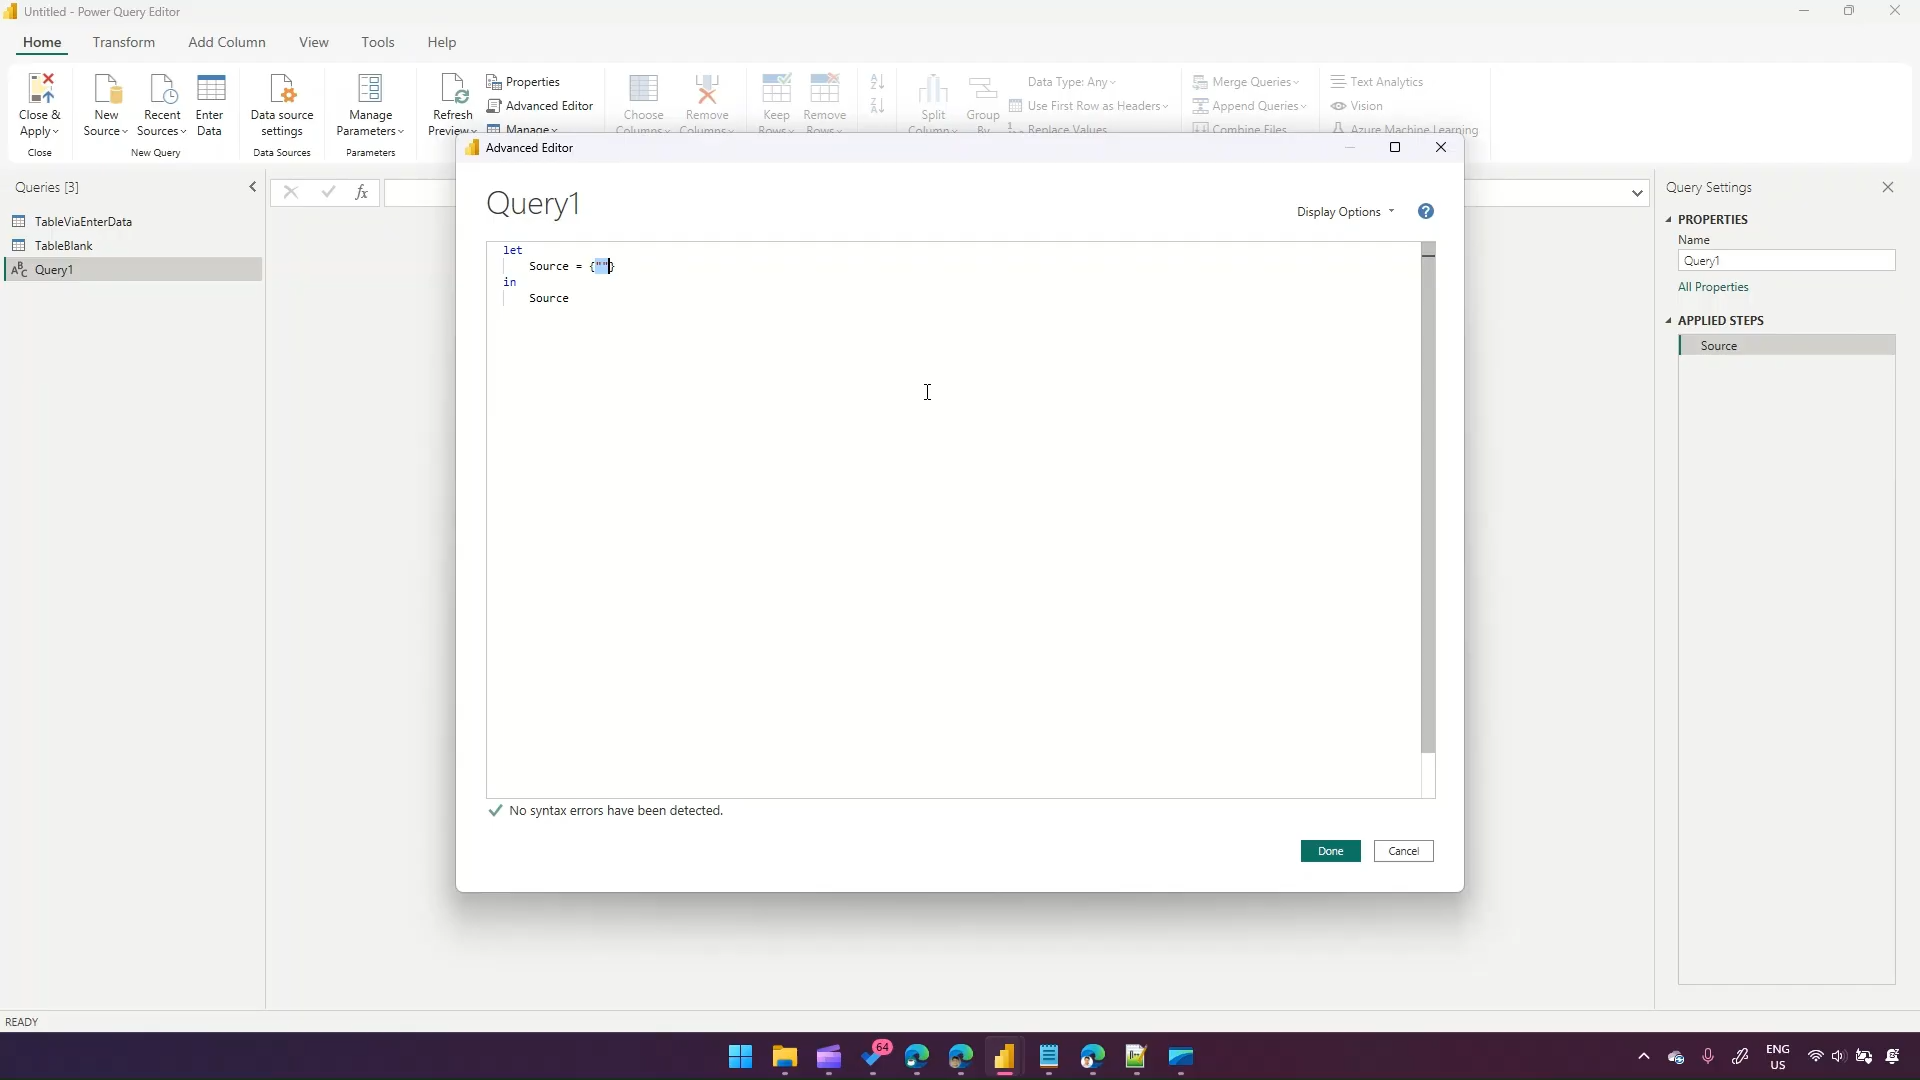 Untitled - Power Query Editor
Home Transform Add Column View Tools Help
Close & Apply
Close
New Source
Recent Sources
Enter Data
New Query
Data source settings
Data Sources
Manage Parameters
Parameters
Refresh Preview
Properties
Advanced Editor
Manage
Choose Columns
Remove Columns
Keep Rows
Remove Rows
Split Column
Group By
Data Type: Any
Use First Row as Headers
Replace Values
Merge Queries
Append Queries
Combine Files
Text Analytics
Vision
Azure Machine Learning
Queries [3]
TableViaEnterData
TableBlank
ABC Query1
fx
Advanced Editor
Query1
Display Options
?
let
Source = {""}
in
Source
No syntax errors have been detected.
Done Cancel
Query Settings
PROPERTIES
Name
Query1
All Properties
APPLIED STEPS
Source
READY
64
ENG
US